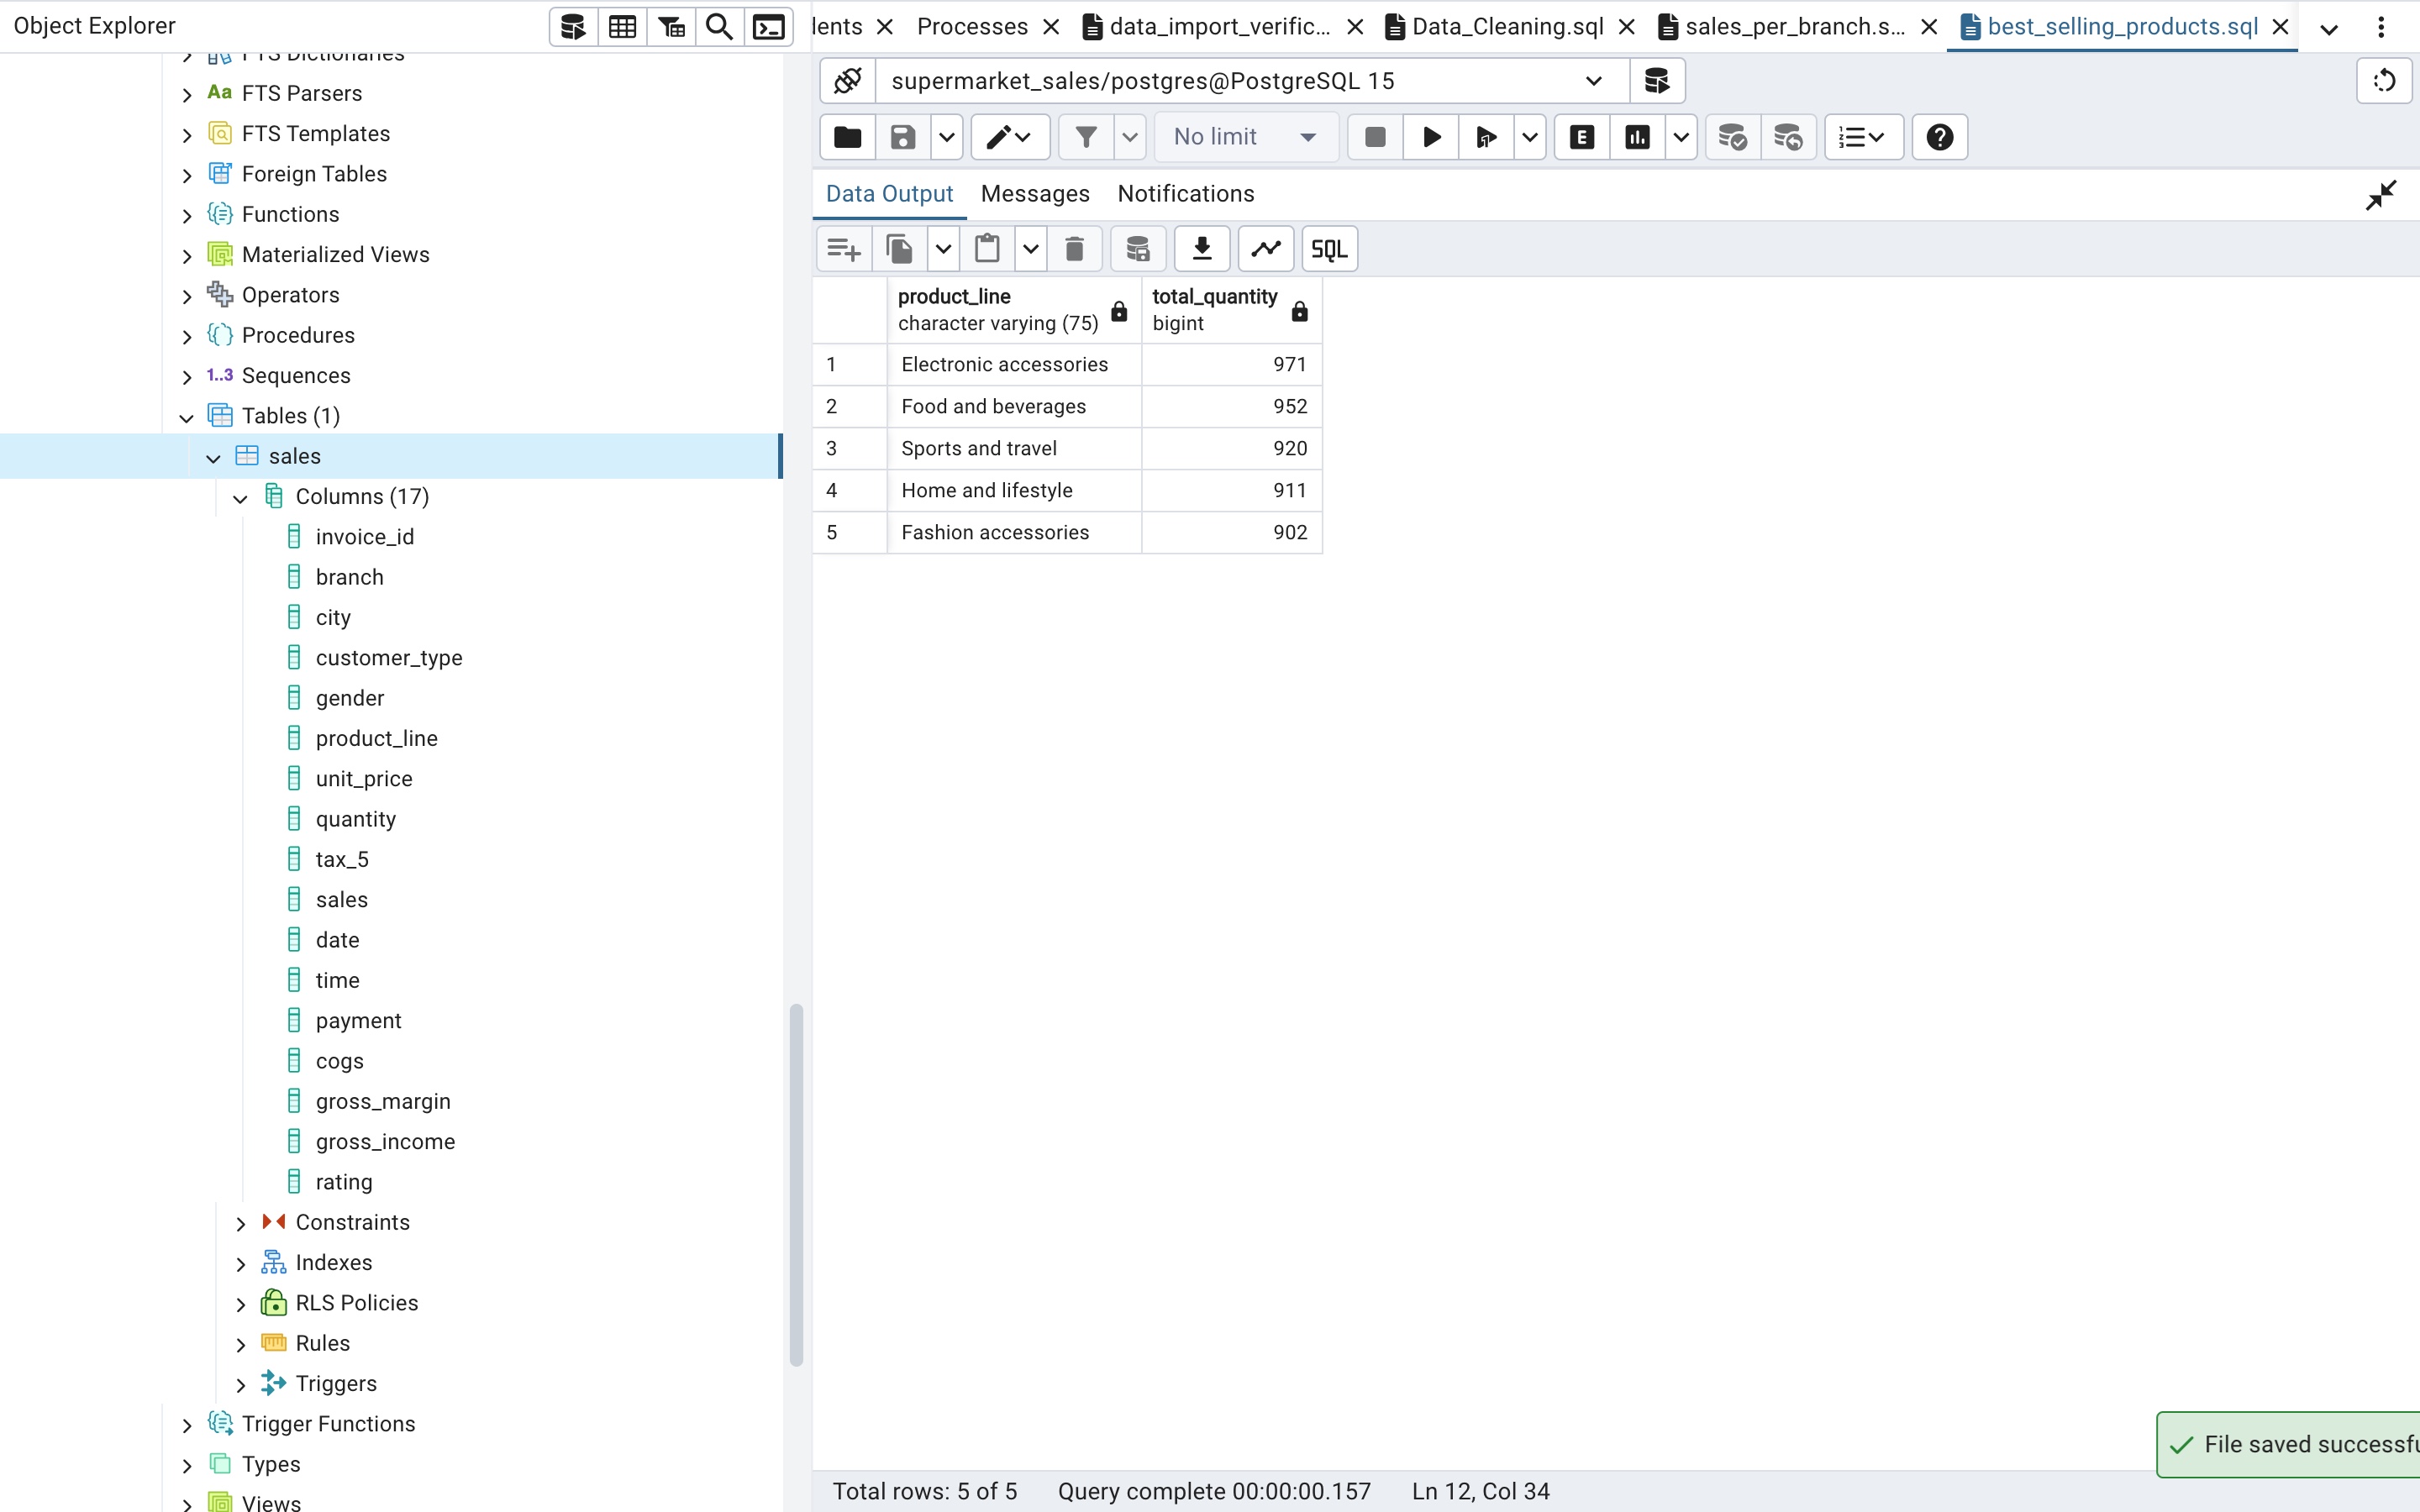 Object Explorer
FTS Dictionaries
Aa FTS Parsers
FTS Templates
Foreign Tables
Functions
Materialized Views
Operators
Procedures
1..3 Sequences
Tables (1)
sales
Columns (17)
invoice_id
branch
city
customer_type
gender
product_line
unit_price
quantity
tax_5
sales
date
time
payment
cogs
gross_margin
gross_income
rating
Constraints
Indexes
RLS Policies
Rules
Triggers
Trigger Functions
Types
Views
Processes data_import_verific... Data_Cleaning.sql sales_per_branch.s... best_selling_products.sql
supermarket_sales/postgres@PostgreSQL 15
No limit E
Data Output Messages Notifications
SQL
product_line total_quantity
character varying (75) bigint
1 Electronic accessories 971
2 Food and beverages 952
3 Sports and travel 920
4 Home and lifestyle 911
5 Fashion accessories 902
File saved
Total rows: 5 of 5 Query complete 00:00:00.157 Ln 12, Col 34